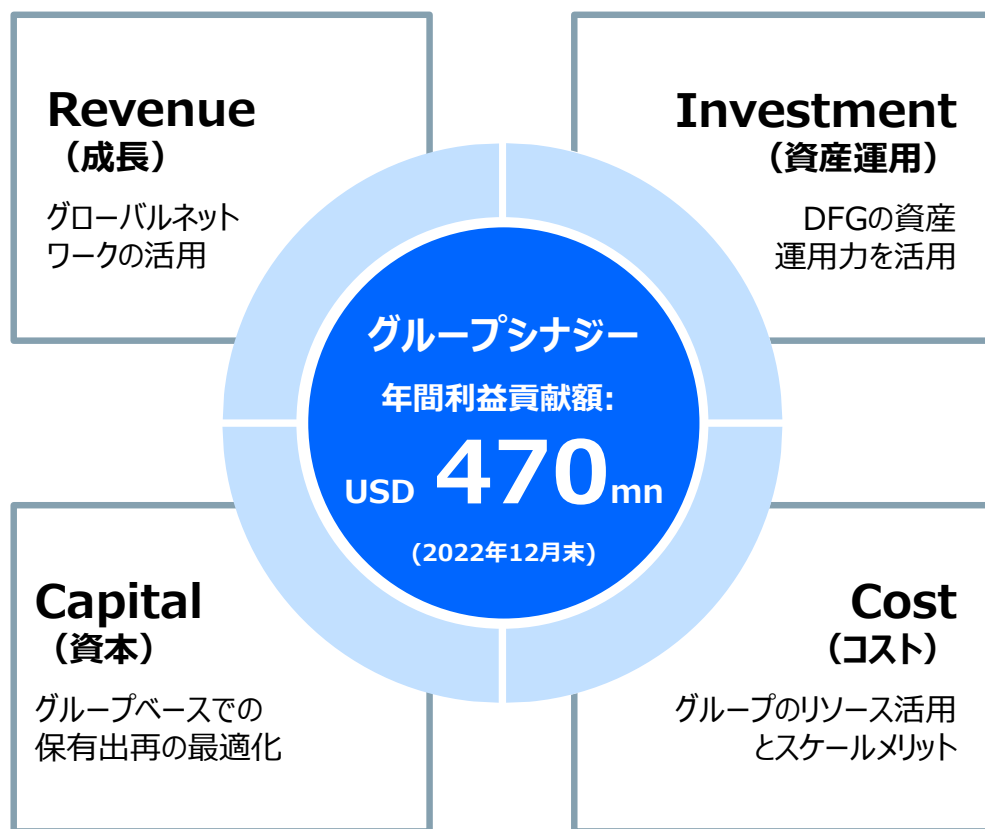 Revenue
（成長）
グローバルネット
ワークの活用
Investment
（資産運用）
DFGの資産
運用力を活用
グループシナジー
年間利益貢献額:
USD 470mn
(2022年12月末)
Capital
（資本）
グループベースでの
保有出再の最適化
Cost
（コスト）
グループのリソース活用
とスケールメリット